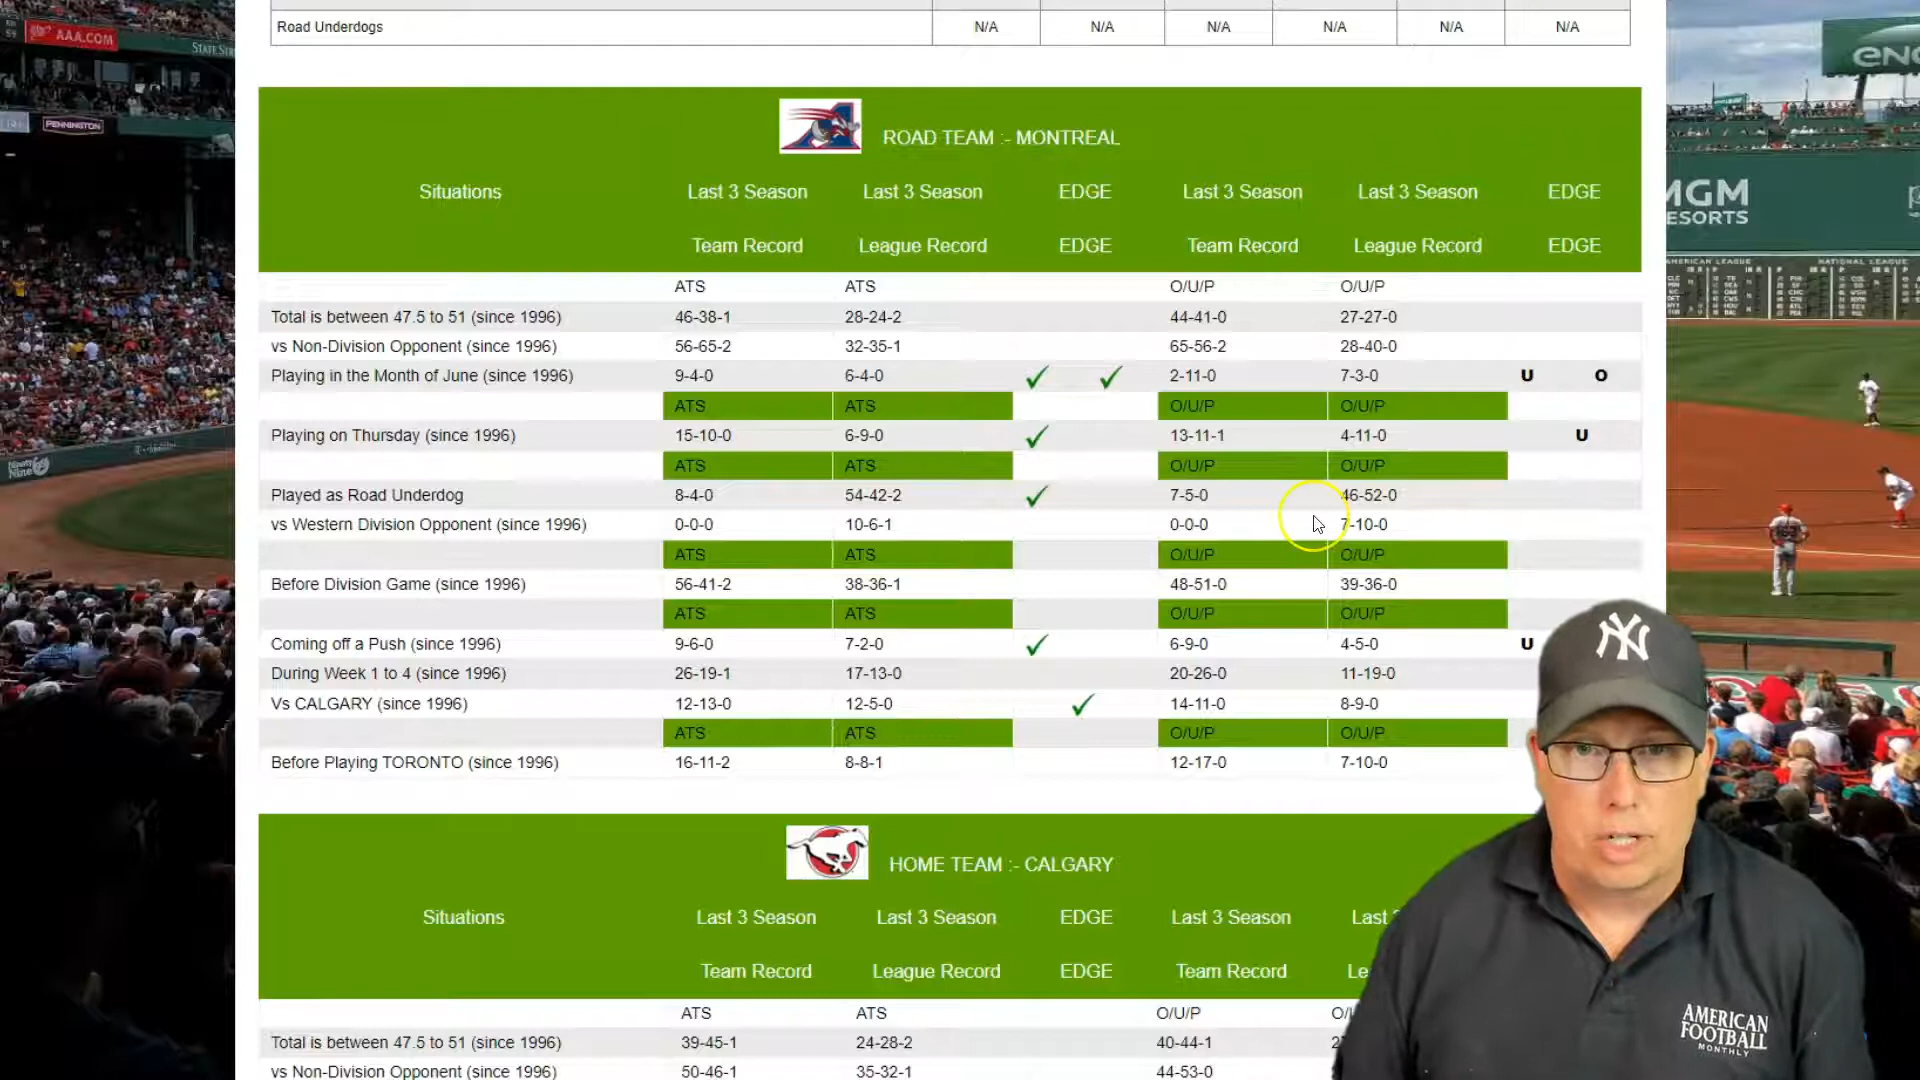 AAA.COM
STATE STR
PENNINGTON
Road Underdogs N/A N/A N/A N/A N/A N/A
ROAD TEAM :- MONTREAL
Situations Last 3 Season Last 3 Season EDGE Last 3 Season Last 3 Season EDGE
Team Record League Record EDGE Team Record League Record EDGE
ATS ATS O/U/P O/U/P
Total is between 47.5 to 51 (since 1996) 46-38-1 28-24-2 44-41-0 27-27-0
vs Non-Division Opponent (since 1996) 56-65-2 32-35-1 65-56-2 28-40-0
Playing in the Month of June (since 1996) 9-4-0 6-4-0 2-11-0 7-3-0 U O
ATS ATS O/U/P O/U/P
Playing on Thursday (since 1996) 15-10-0 6-9-0 13-11-1 4-11-0 U
ATS ATS O/U/P O/U/P
Played as Road Underdog 8-4-0 54-42-2 7-5-0 46-52-0
vs Western Division Opponent (since 1996) 0-0-0 10-6-1 0-0-0 7-10-0
ATS ATS O/U/P O/U/P
Before Division Game (since 1996) 56-41-2 38-36-1 48-51-0 39-36-0
ATS ATS O/U/P O/U/P
Coming off a Push (since 1996) 9-6-0 7-2-0 6-9-0 4-5-0 U
During Week 1 to 4 (since 1996) 26-19-1 17-13-0 20-26-0 11-19-0
Vs CALGARY (since 1996) 12-13-0 12-5-0 14-11-0 8-9-0
ATS ATS O/U/P O/U/P
Before Playing TORONTO (since 1996) 16-11-2 8-8-1 12-17-0 7-10-0
HOME TEAM :- CALGARY
Situations Last 3 Season Last 3 Season EDGE Last 3 Season Last
Team Record League Record EDGE Team Record Le
ATS ATS O/U/P O/U
Total is between 47.5 to 51 (since 1996) 39-45-1 24-28-2 40-44-1
vs Non-Division Opponent (since 1996) 50-46-1 35-32-1 44-53-0
MGM
RESORTS
AMERICAN LEAGUE NATIONAL LEAGUE
NY
AMERICAN
FOOTBALL
MONTHLY